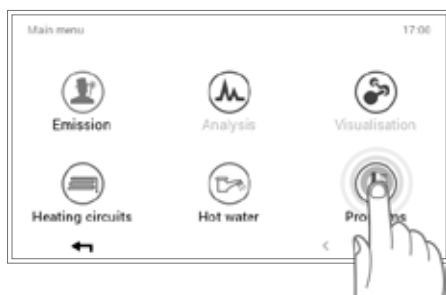 Main menu 17:00
Emission Analysis Visualisation
Heating circuits Hot water